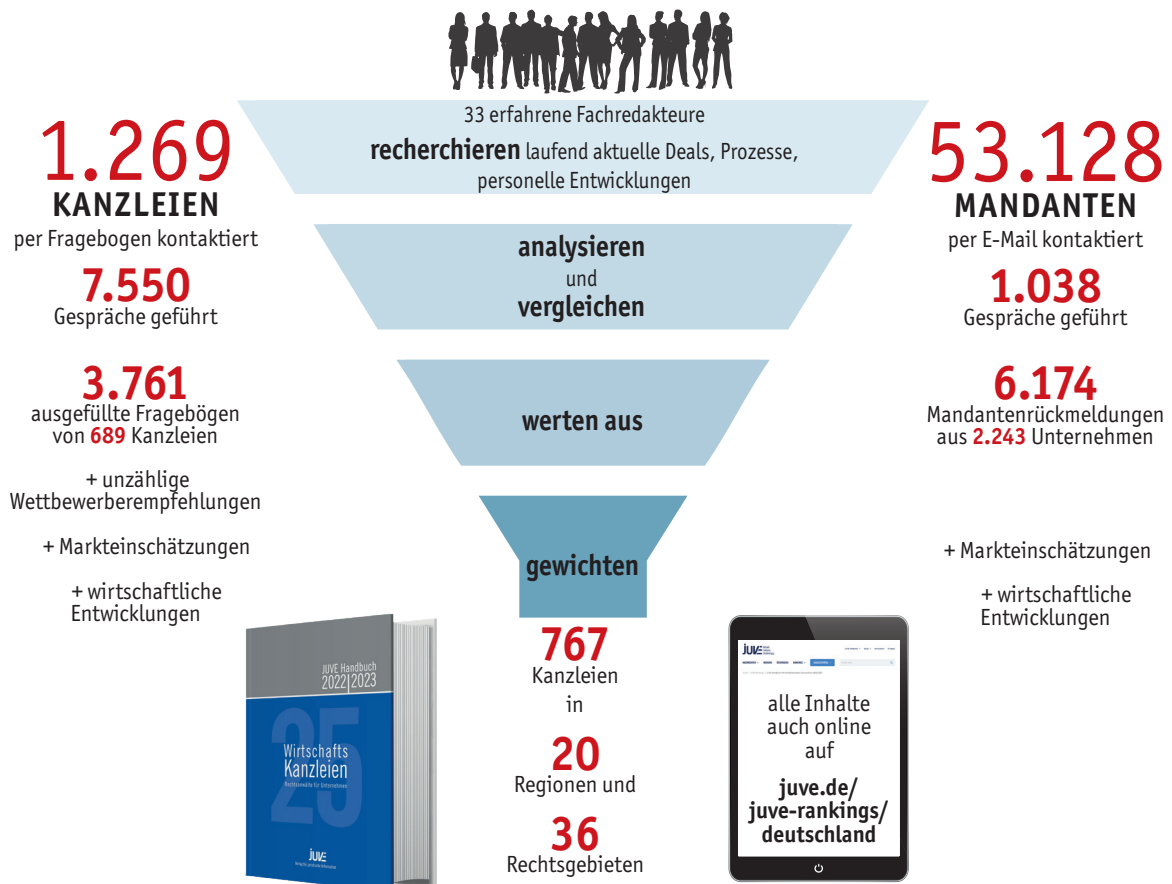 33 erfahrene Fachredakteure
recherchieren laufend aktuelle Deals, Prozesse,
personelle Entwicklungen
analysieren
und
vergleichen
werten aus
gewichten
1.269
KANZLEIEN
per Fragebogen kontaktiert
7.550
Gespräche geführt
3.761
ausgefüllte Fragebögen
von 689 Kanzleien
+ unzählige
Wettbewerberempfehlungen
+ Markteinschätzungen
+ wirtschaftliche
Entwicklungen
53.128
MANDANTEN
per E-Mail kontaktiert
1.038
Gespräche geführt
6.174
Mandantenrückmeldungen
aus 2.243 Unternehmen
+ Markteinschätzungen
+ wirtschaftliche
Entwicklungen
JUVE Handbuch
2022|2023
25
Wirtschafts
Kanzleien
Rechtsanwälte für Unternehmen
JUVE
767
Kanzleien
in
20
Regionen und
36
Rechtsgebieten
JUVE
alle Inhalte
auch online
auf
juve.de/
juve-rankings/
deutschland